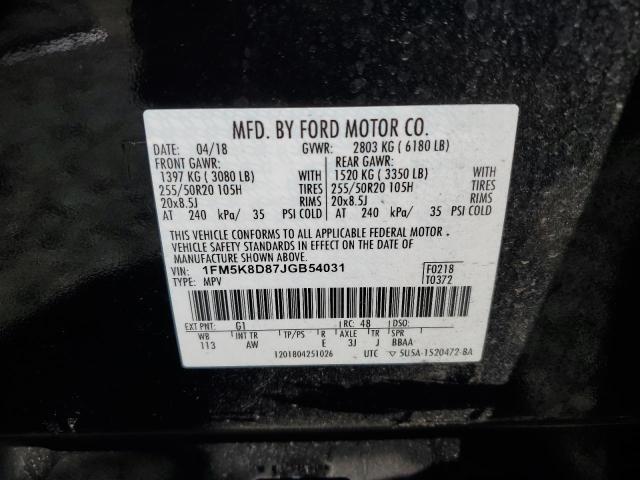 MFD. BY FORD MOTOR CO.
DATE: 04/18 GVWR: 2803 KG ( 6180 LB)
FRONT GAWR: REAR GAWR:
1397 KG ( 3080 LB) WITH 1520 KG ( 3350 LB) WITH
255/50R20 105H TIRES 255/50R20 105H TIRES
20x8.5J RIMS 20x8.5J RIMS
AT 240 kPa/ 35 PSI COLD AT 240 kPa/ 35 PSI COLD
THIS VEHICLE CONFORMS TO ALL APPLICABLE FEDERAL MOTOR
VEHICLE SAFETY AND BUMPER STANDARDS IN EFFECT ON THE DATE OF
MANUFACTURE SHOWN ABOVE.
VIN: 1FM5K8D87JGB54031 F0218
TYPE: MPV T0372
EXT PNT: G1 RC: 48 DSO:
WB INT TR TP/PS R AXLE TR SPR
113 AW E 3J J BBAA
1201804251026 UTC 5U5A-1520472-BA